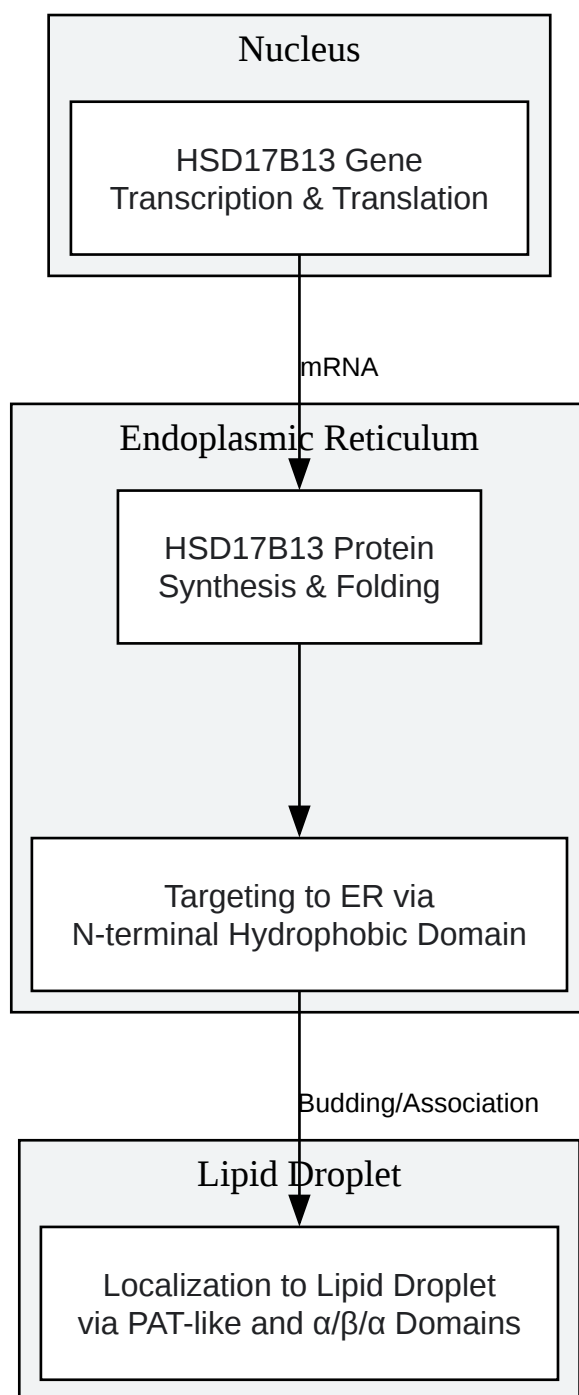 Nucleus
HSD17B13 Gene
Transcription & Translation
mRNA
Endoplasmic Reticulum
HSD17B13 Protein
Synthesis & Folding
Targeting to ER via
N-terminal Hydrophobic Domain
Budding/Association
Lipid Droplet
Localization to Lipid Droplet
via PAT-like and α/β/α Domains